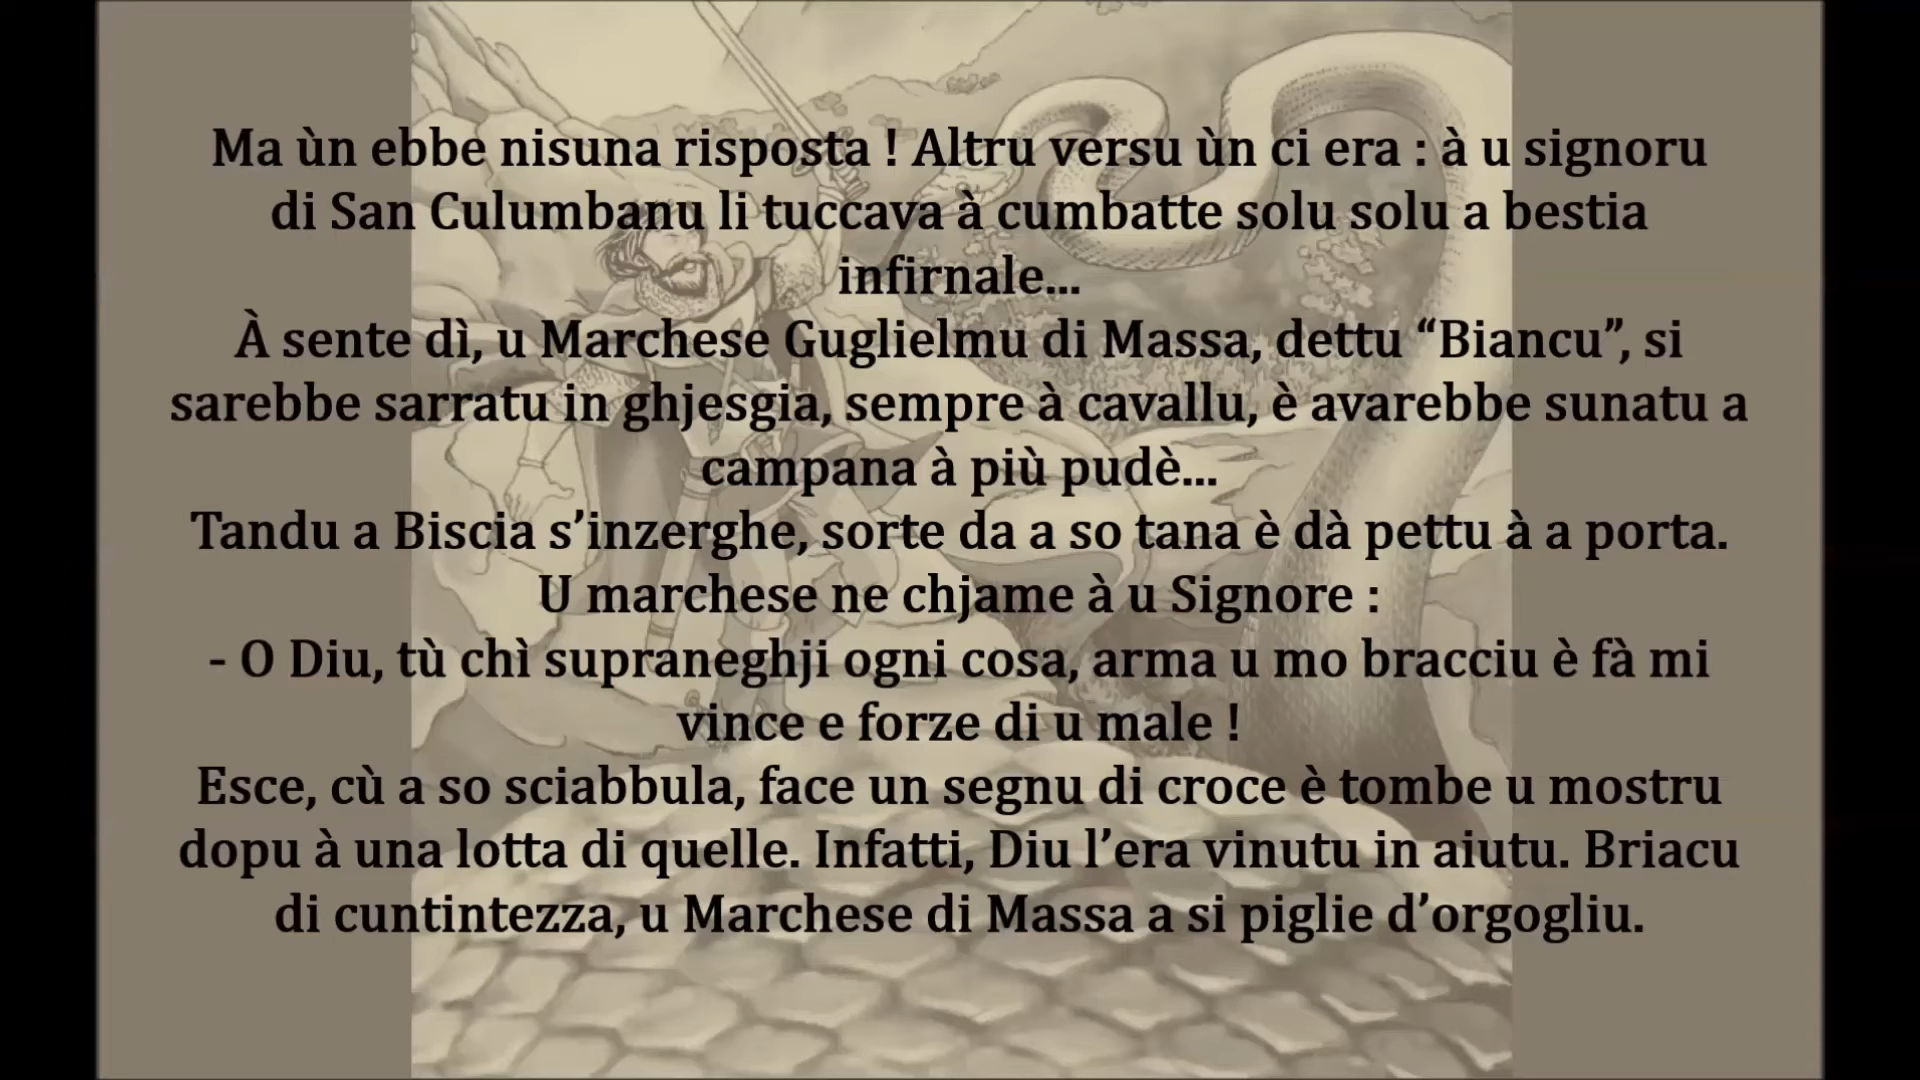 Ma ùn ebbe nisuna risposta ! Altru versu ùn ci era : à u signoru
di San Culumbanu li tuccava à cumbatte solu solu a bestia
infirnale...
À sente dì, u Marchese Guglielmu di Massa, dettu “Biancu”, si
sarebbe sarratu in ghjesgia, sempre à cavallu, è avarebbe sunatu a
campana à più pudè...
Tandu a Biscia s’inzerghe, sorte da a so tana è dà pettu à a porta.
U marchese ne chjame à u Signore :
- O Diu, tù chì supraneghji ogni cosa, arma u mo bracciu è fà mi
vince e forze di u male !
Esce, cù a so sciabbula, face un segnu di croce è tombe u mostru
dopu à una lotta di quelle. Infatti, Diu l’era vinutu in aiutu. Briacu
di cuntintezza, u Marchese di Massa a si piglie d’orgogliu.